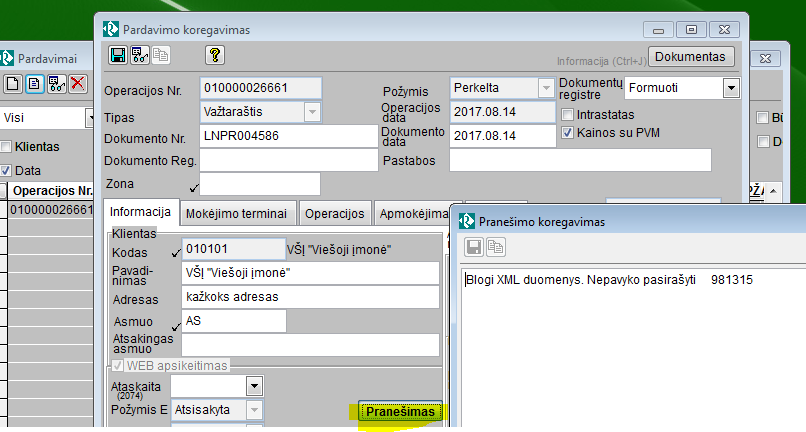 Pardavimo koregavimas
Pardavimai
Informacija (Ctrl+J)
Dokumentas
Operacijos Nr. 010000026661
Požymis Perkelta
Dokumentų registre Formuoti
Tipas Važtaraštis
Operacijos data 2017.08.14
Intrastatas
Dokumento Nr. LNPR004586
Dokumento data 2017.08.14
Kainos su PVM
Dokumento Reg.
Pastabos
Zona
Visi
Klientas
Data
Operacijos Nr.
010000026661
Informacija
Mokėjimo terminai
Operacijos
Apmokėjima
Klientas
Kodas 010101 VŠĮ "Viešoji įmonė"
Pavadi-
nimas
VŠĮ "Viešoji įmonė"
Adresas kažkoks adresas
Asmuo AS
Atsakingas
asmuo
WEB apsikeitimas
Ataskaita
(2074)
Požymis E Atsisakyta
Pranešimas
Pranešimo koregavimas
Blogi XML duomenys. Nepavyko pasirašyti 981315